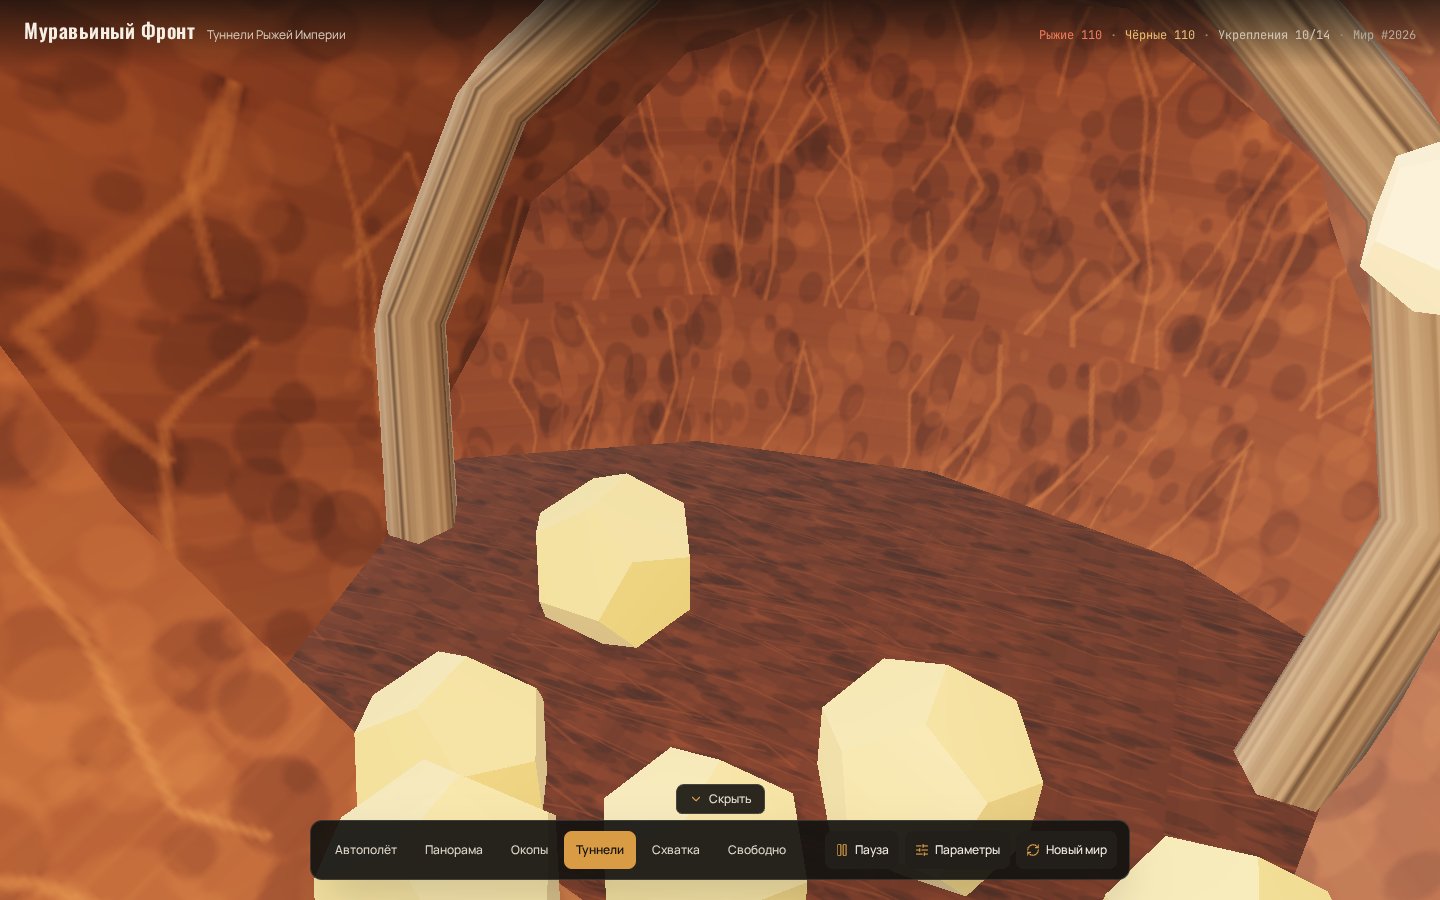 Муравьиный Фронт Туннели Рыжей Империи
Рыжие 110 · Чёрные 110 · Укрепления 10/14 · Мир #2026
Скрыть
Автополёт Панорама Окопы Туннели Схватка Свободно Пауза Параметры Новый мир